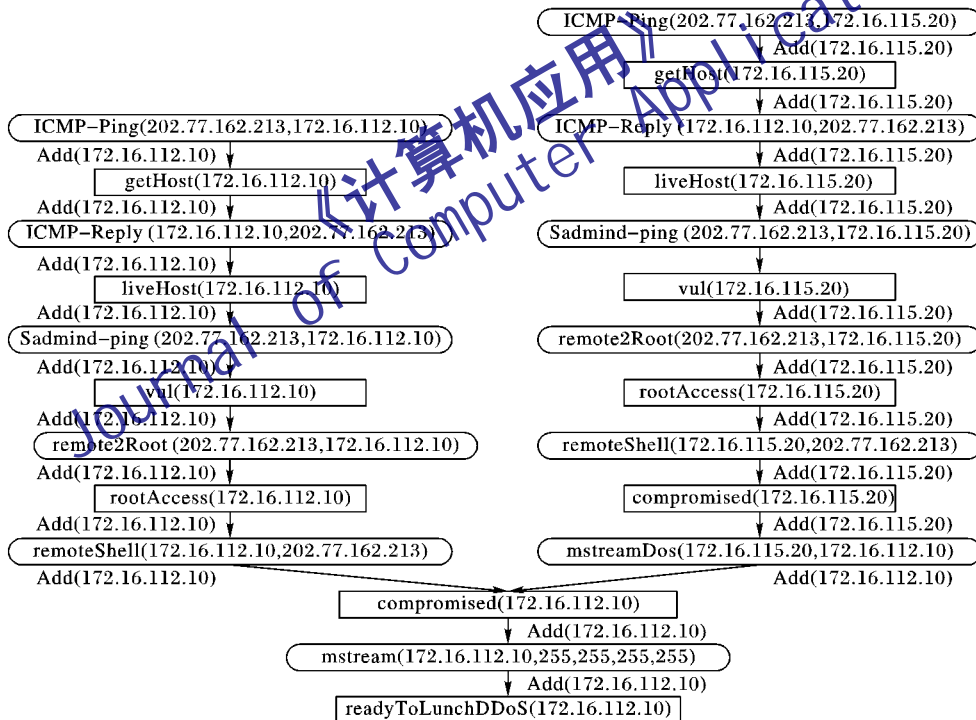 ICMP-Ping(202.77.162.213,172.16.115.20)
Add(172.16.115.20)
getHost(172.16.115.20)
Add(172.16.115.20)
ICMP-Reply(172.16.112.10,202.77.162.213)
Add(172.16.115.20)
liveHost(172.16.115.20)
Add(172.16.115.20)
Sadmind-ping(202.77.162.213,172.16.115.20)
vul(172.16.115.20)
Add(172.16.115.20)
remote2Root(202.77.162.213,172.16.115.20)
Add(172.16.115.20)
rootAccess(172.16.115.20)
Add(172.16.115.20)
remoteShell(172.16.115.20,202.77.162.213)
Add(172.16.115.20)
compromised(172.16.115.20)
Add(172.16.115.20)
mstreamDos(172.16.115.20,172.16.112.10)
Add(172.16.112.10)
ICMP-Ping(202.77.162.213,172.16.112.10)
Add(172.16.112.10)
getHost(172.16.112.10)
Add(172.16.112.10)
ICMP-Reply(172.16.112.10,202.77.162.213)
Add(172.16.112.10)
liveHost(172.16.112.10)
Add(172.16.112.10)
Sadmind-ping(202.77.162.213,172.16.112.10)
Add(172.16.112.10)
vul(172.16.112.10)
Add(172.16.112.10)
remote2Root(202.77.162.213,172.16.112.10)
Add(172.16.112.10)
rootAccess(172.16.112.10)
Add(172.16.112.10)
remoteShell(172.16.112.10,202.77.162.213)
Add(172.16.112.10)
compromised(172.16.112.10)
Add(172.16.112.10)
mstream(172.16.112.10,255,255,255,255)
Add(172.16.112.10)
readyToLunchDDoS(172.16.112.10)
《计算机应用》
Journal of Computer Applicat